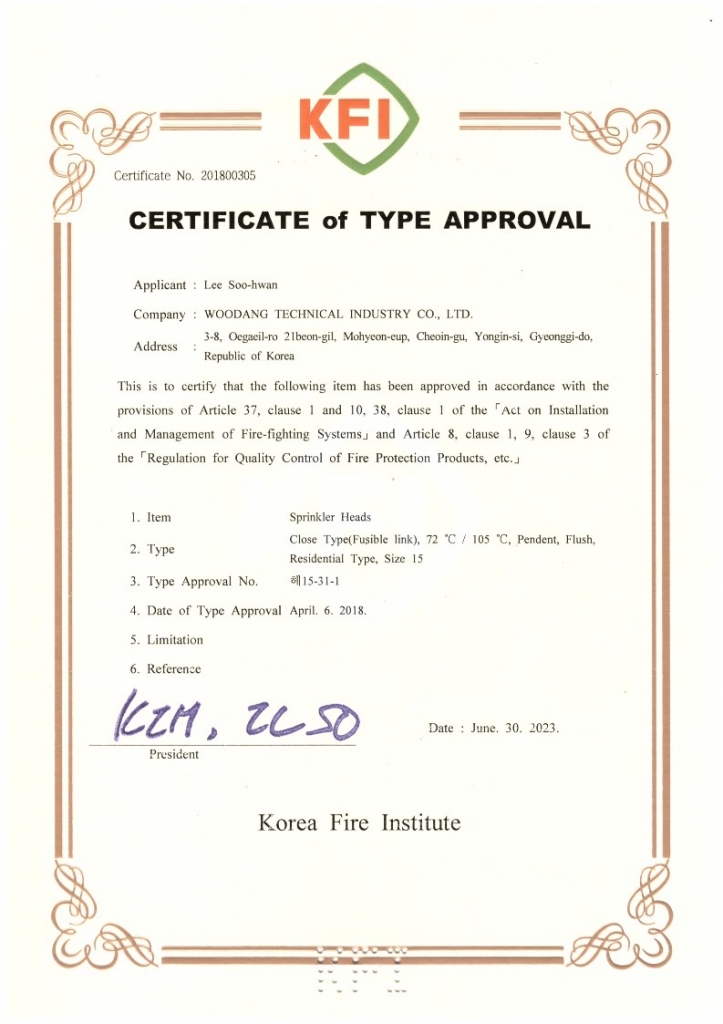 KFI
Certificate No. 201800305
CERTIFICATE of TYPE APPROVAL
Applicant : Lee Soo-hwan
Company : WOODANG TECHNICAL INDUSTRY CO., LTD.
Address : 3-8, Oegaeil-ro 21beon-gil, Mohyeon-eup, Cheoin-gu, Yongin-si, Gyeonggi-do,
Republic of Korea
This is to certify that the following item has been approved in accordance with the
provisions of Article 37, clause 1 and 10, 38, clause 1 of the「Act on Installation
and Management of Fire-fighting Systems」and Article 8, clause 1, 9, clause 3 of
the「Regulation for Quality Control of Fire Protection Products, etc.」
1. Item Sprinkler Heads
2. Type Close Type(Fusible link), 72 ℃ / 105 ℃, Pendent, Flush,
Residential Type, Size 15
3. Type Approval No. 헤15-31-1
4. Date of Type Approval April. 6. 2018.
5. Limitation
6. Reference
President
Date : June. 30. 2023.
Korea Fire Institute
KFI